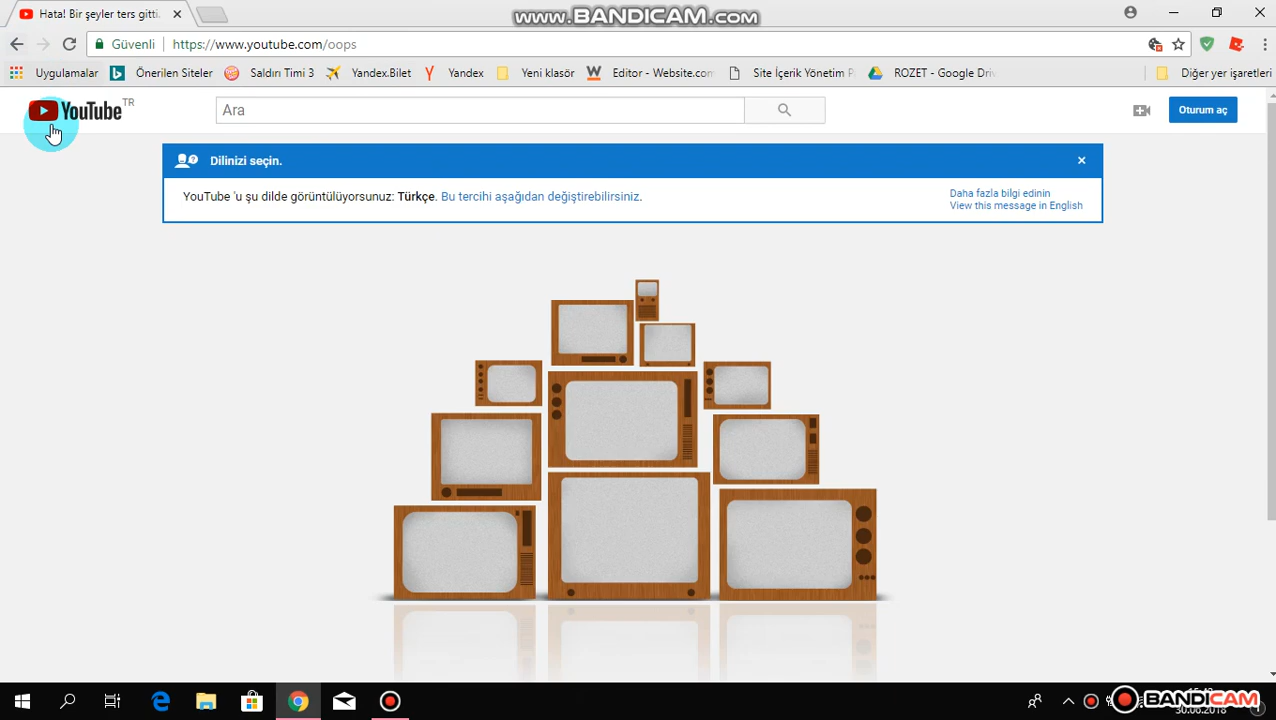 www.BANDICAM.com
Hata! Bir şeyler ters gitti.
Güvenli
https://www.youtube.com/oops
Uygulamalar
Önerilen Siteler
Saldırı Timi 3
Yandex.Bilet
Yandex
Yeni klasör
Editor - Website.com
Site İçerik Yönetim P
ROZET - Google Driv
Diğer yer işaretleri
YouTube TR
Ara
Oturum aç
Dilinizi seçin.
YouTube 'u şu dilde görüntülüyorsunuz: Türkçe. Bu tercihi aşağıdan değiştirebilirsiniz.
Daha fazla bilgi edinin
View this message in English
BANDICAM
30.06.2018